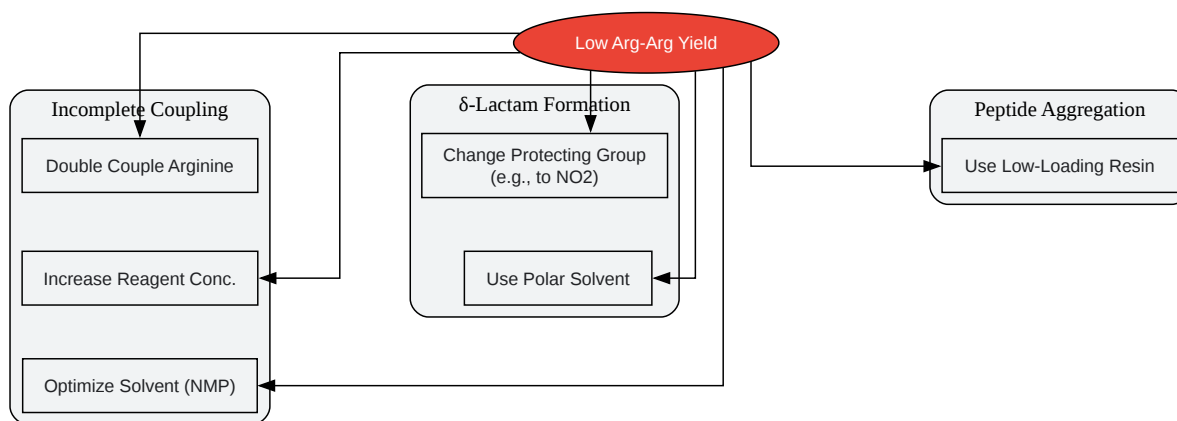 Low Arg-Arg Yield
Incomplete Coupling
Double Couple Arginine
Increase Reagent Conc.
Optimize Solvent (NMP)
δ-Lactam Formation
Change Protecting Group
(e.g., to NO2)
Use Polar Solvent
Peptide Aggregation
Use Low-Loading Resin